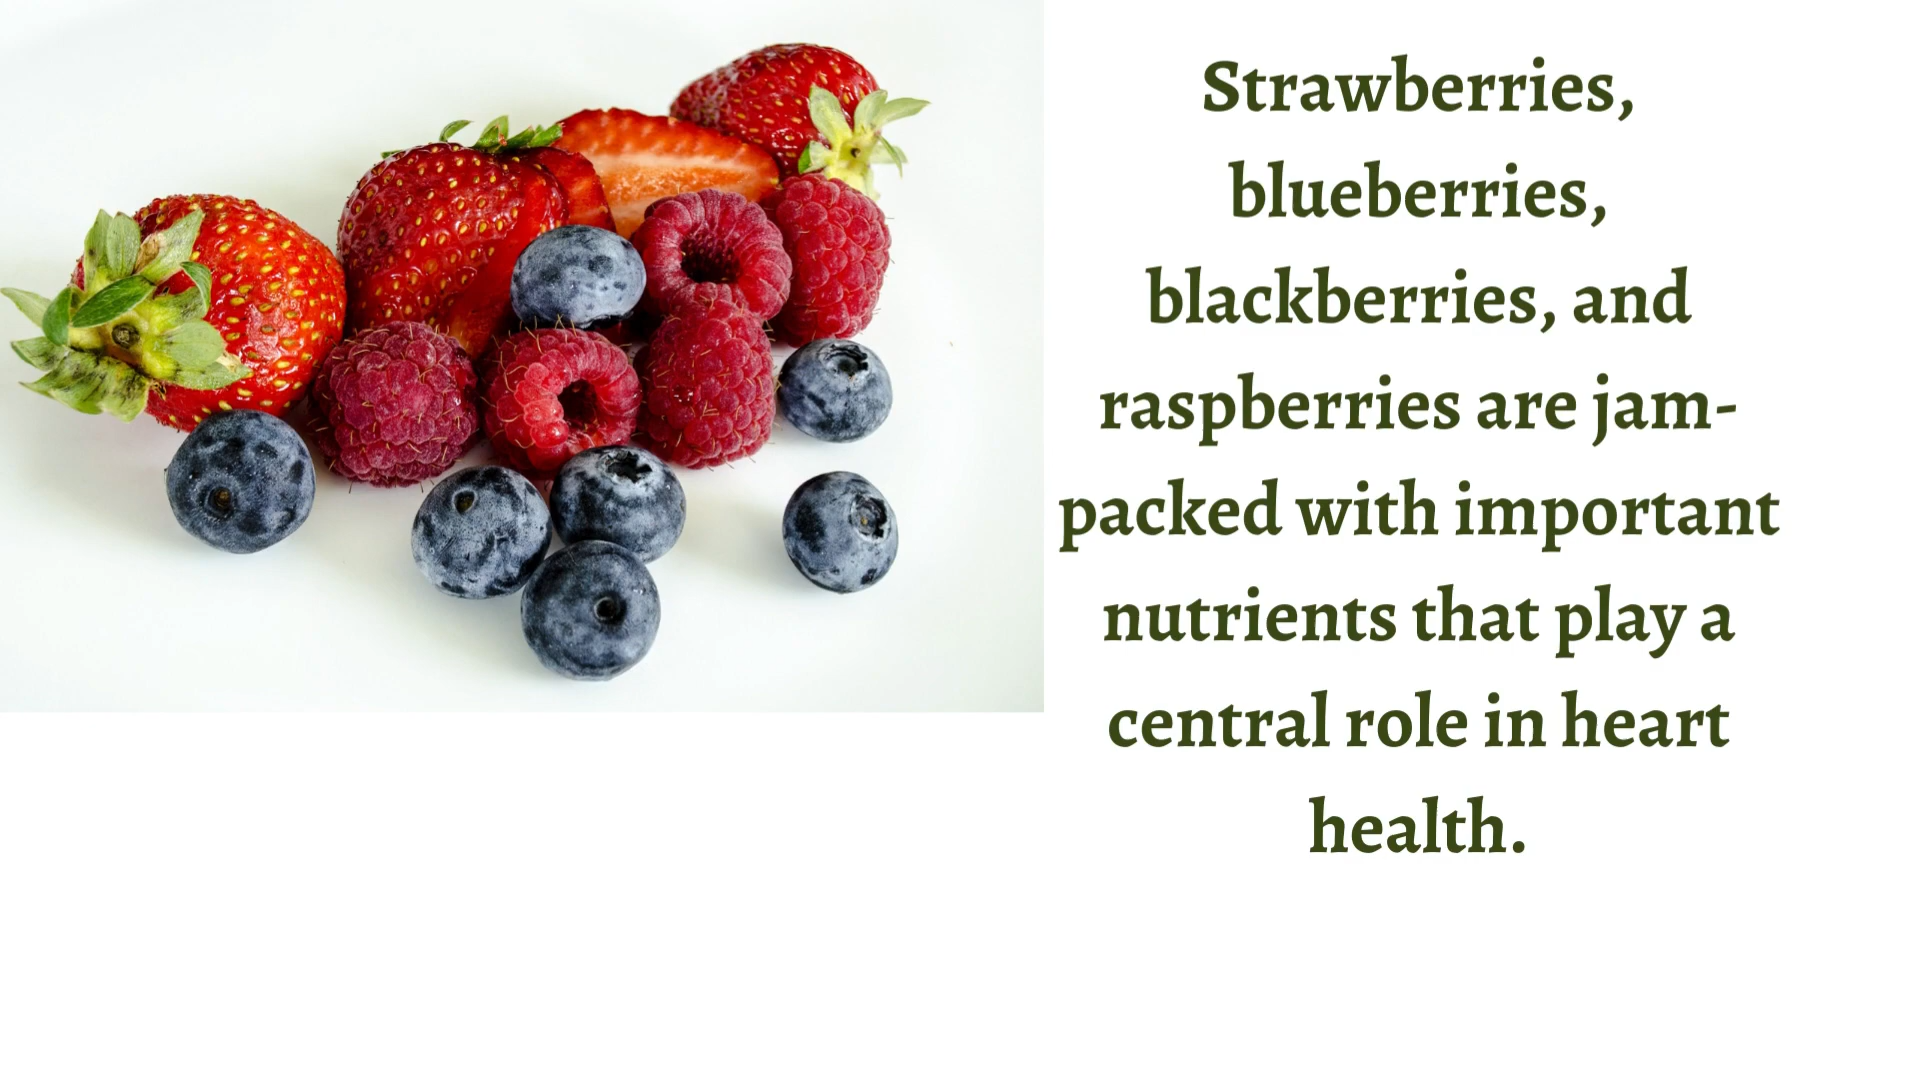 Strawberries,
blueberries,
blackberries, and
raspberries are jam-
packed with important
nutrients that play a
central role in heart
health.